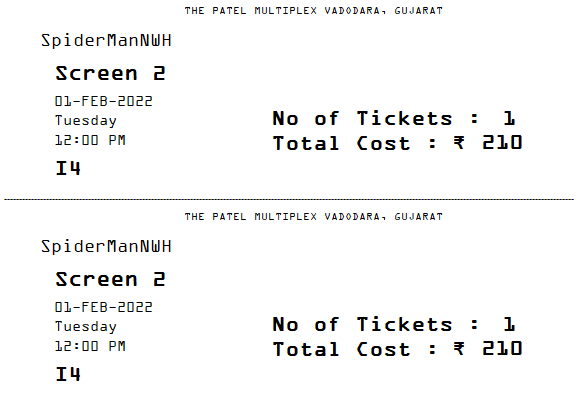 THE PATEL MULTIPLEX VADODARA, GUJARAT
SpiderManNWH
Screen 2
01-FEB-2022
Tuesday
12:00 PM
No of Tickets : 1
Total Cost : ₹ 210
I4
THE PATEL MULTIPLEX VADODARA, GUJARAT
SpiderManNWH
Screen 2
01-FEB-2022
Tuesday
12:00 PM
No of Tickets : 1
Total Cost : ₹ 210
I4